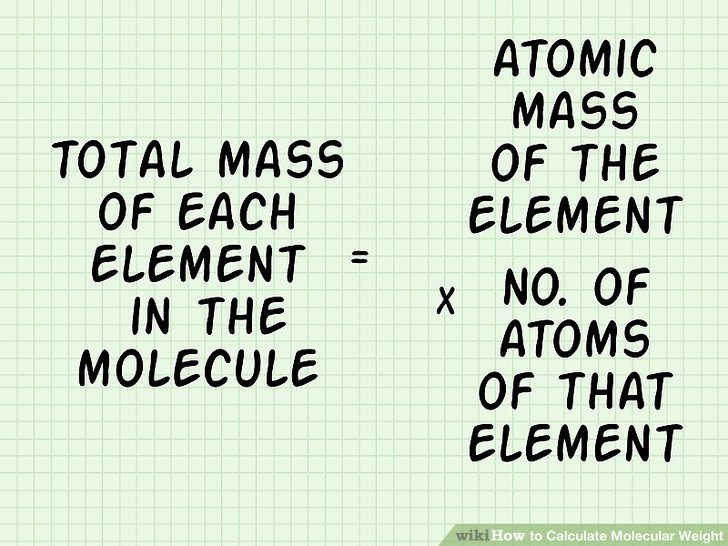 TOTAL MASS
OF EACH
ELEMENT
IN THE
MOLECULE
=
ATOMIC
MASS
OF THE
ELEMENT
x NO. OF
ATOMS
OF THAT
ELEMENT
wikiHow to Calculate Molecular Weight